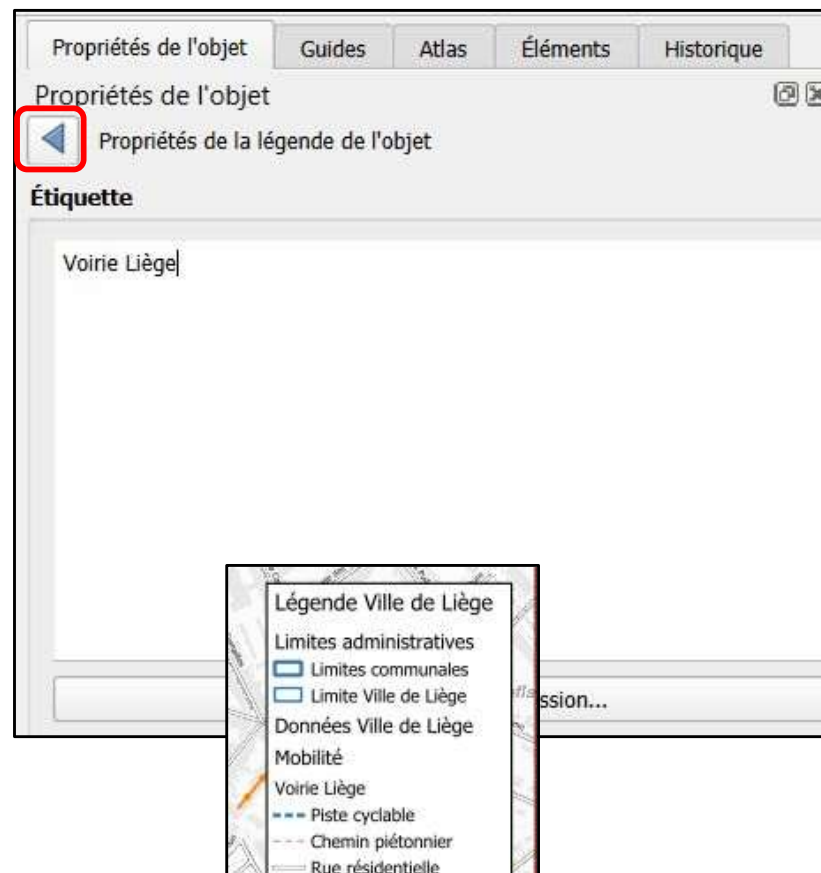 Propriétés de l'objet Guides Atlas Éléments Historique
Propriétés de l'objet
Propriétés de la légende de l'objet
Étiquette
Voirie Liège
ssion...
Légende Ville de Liège
Limites administratives
Limites communales
Limite Ville de Liège
Données Ville de Liège
Mobilité
Voirie Liège
Piste cyclable
Chemin piétonnier
Rue résidentielle